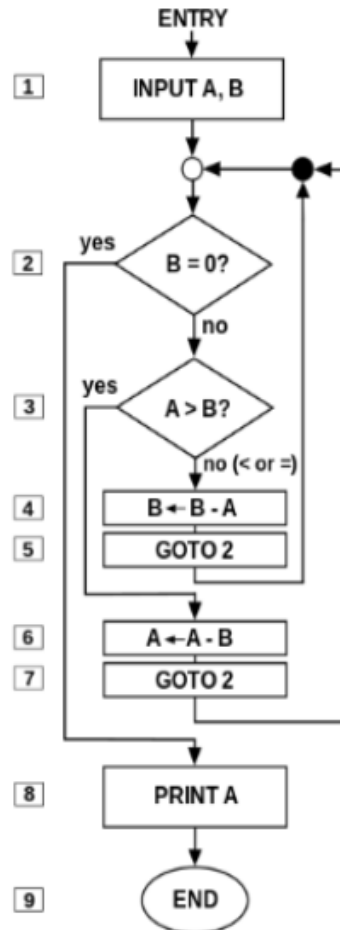 ENTRY
1
INPUT A, B
yes
2
B = 0?
no
yes
3
A > B?
no (< or =)
4
B ← B - A
5
GOTO 2
6
A ← A - B
7
GOTO 2
8
PRINT A
9
END